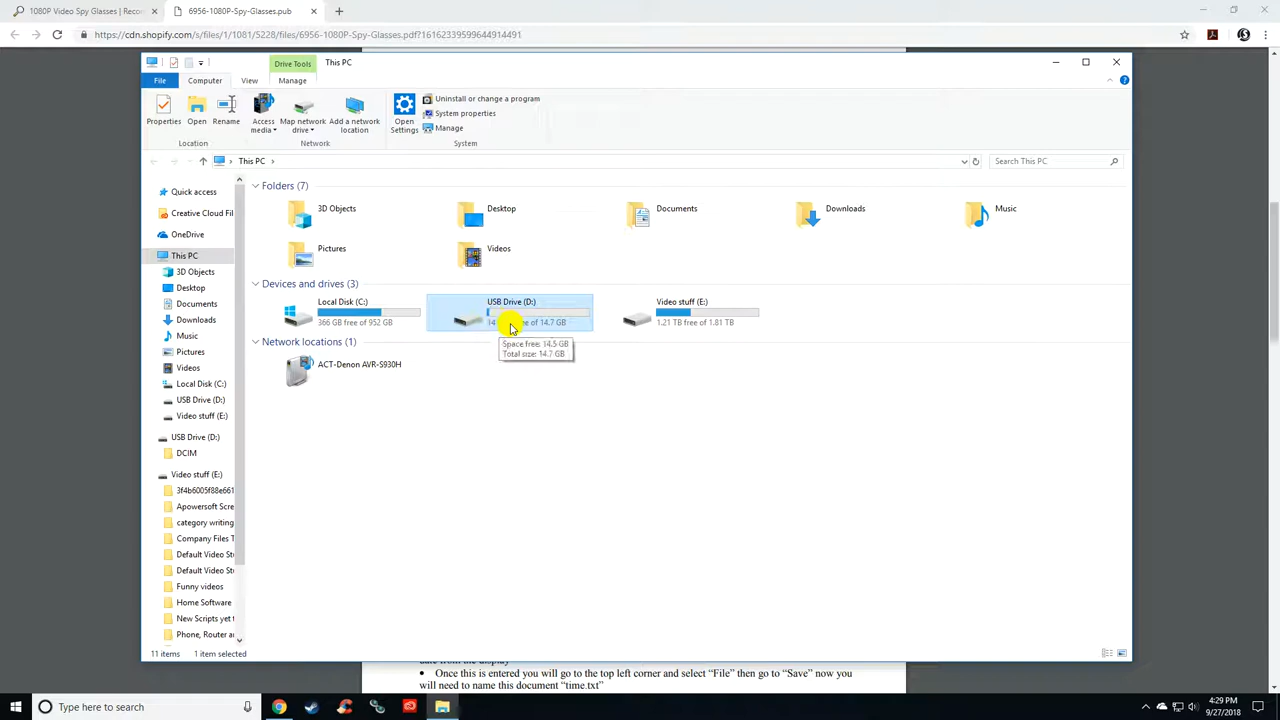 1080P Video Spy Glasses | Reco
6956-1080P-Spy-Glasses.pub
https://cdn.shopify.com/s/files/1/1081/5228/files/6956-1080P-Spy-Glasses.pdf?16162339599644914491
Drive Tools
This PC
File
Computer
View
Manage
Properties
Open
Rename
Access media
Map network drive
Add a network location
Open Settings
Uninstall or change a program
System properties
Manage
Location
Network
System
This PC
Search This PC
Quick access
Creative Cloud Fil
OneDrive
This PC
3D Objects
Desktop
Documents
Downloads
Music
Pictures
Videos
Local Disk (C:)
USB Drive (D:)
Video stuff (E:)
USB Drive (D:)
DCIM
Video stuff (E:)
3f4b6005f88e661
Apowersoft Scre
category writing
Company Files T
Default Video Stu
Default Video Stu
Funny videos
Home Software
New Scripts yet t
Phone, Router an
Folders (7)
3D Objects
Desktop
Documents
Downloads
Music
Pictures
Videos
Devices and drives (3)
Local Disk (C:)
366 GB free of 952 GB
USB Drive (D:)
14 of 14.7 GB
Video stuff (E:)
1.21 TB free of 1.81 TB
Space free: 14.5 GB
Total size: 14.7 GB
Network locations (1)
ACT-Denon AVR-S930H
11 items
1 item selected
from the display
• Once this is entered you will go to the top left corner and select “File” then go to “Save” now you
will need to name this document “time.txt”
Type here to search
4:29 PM
9/27/2018